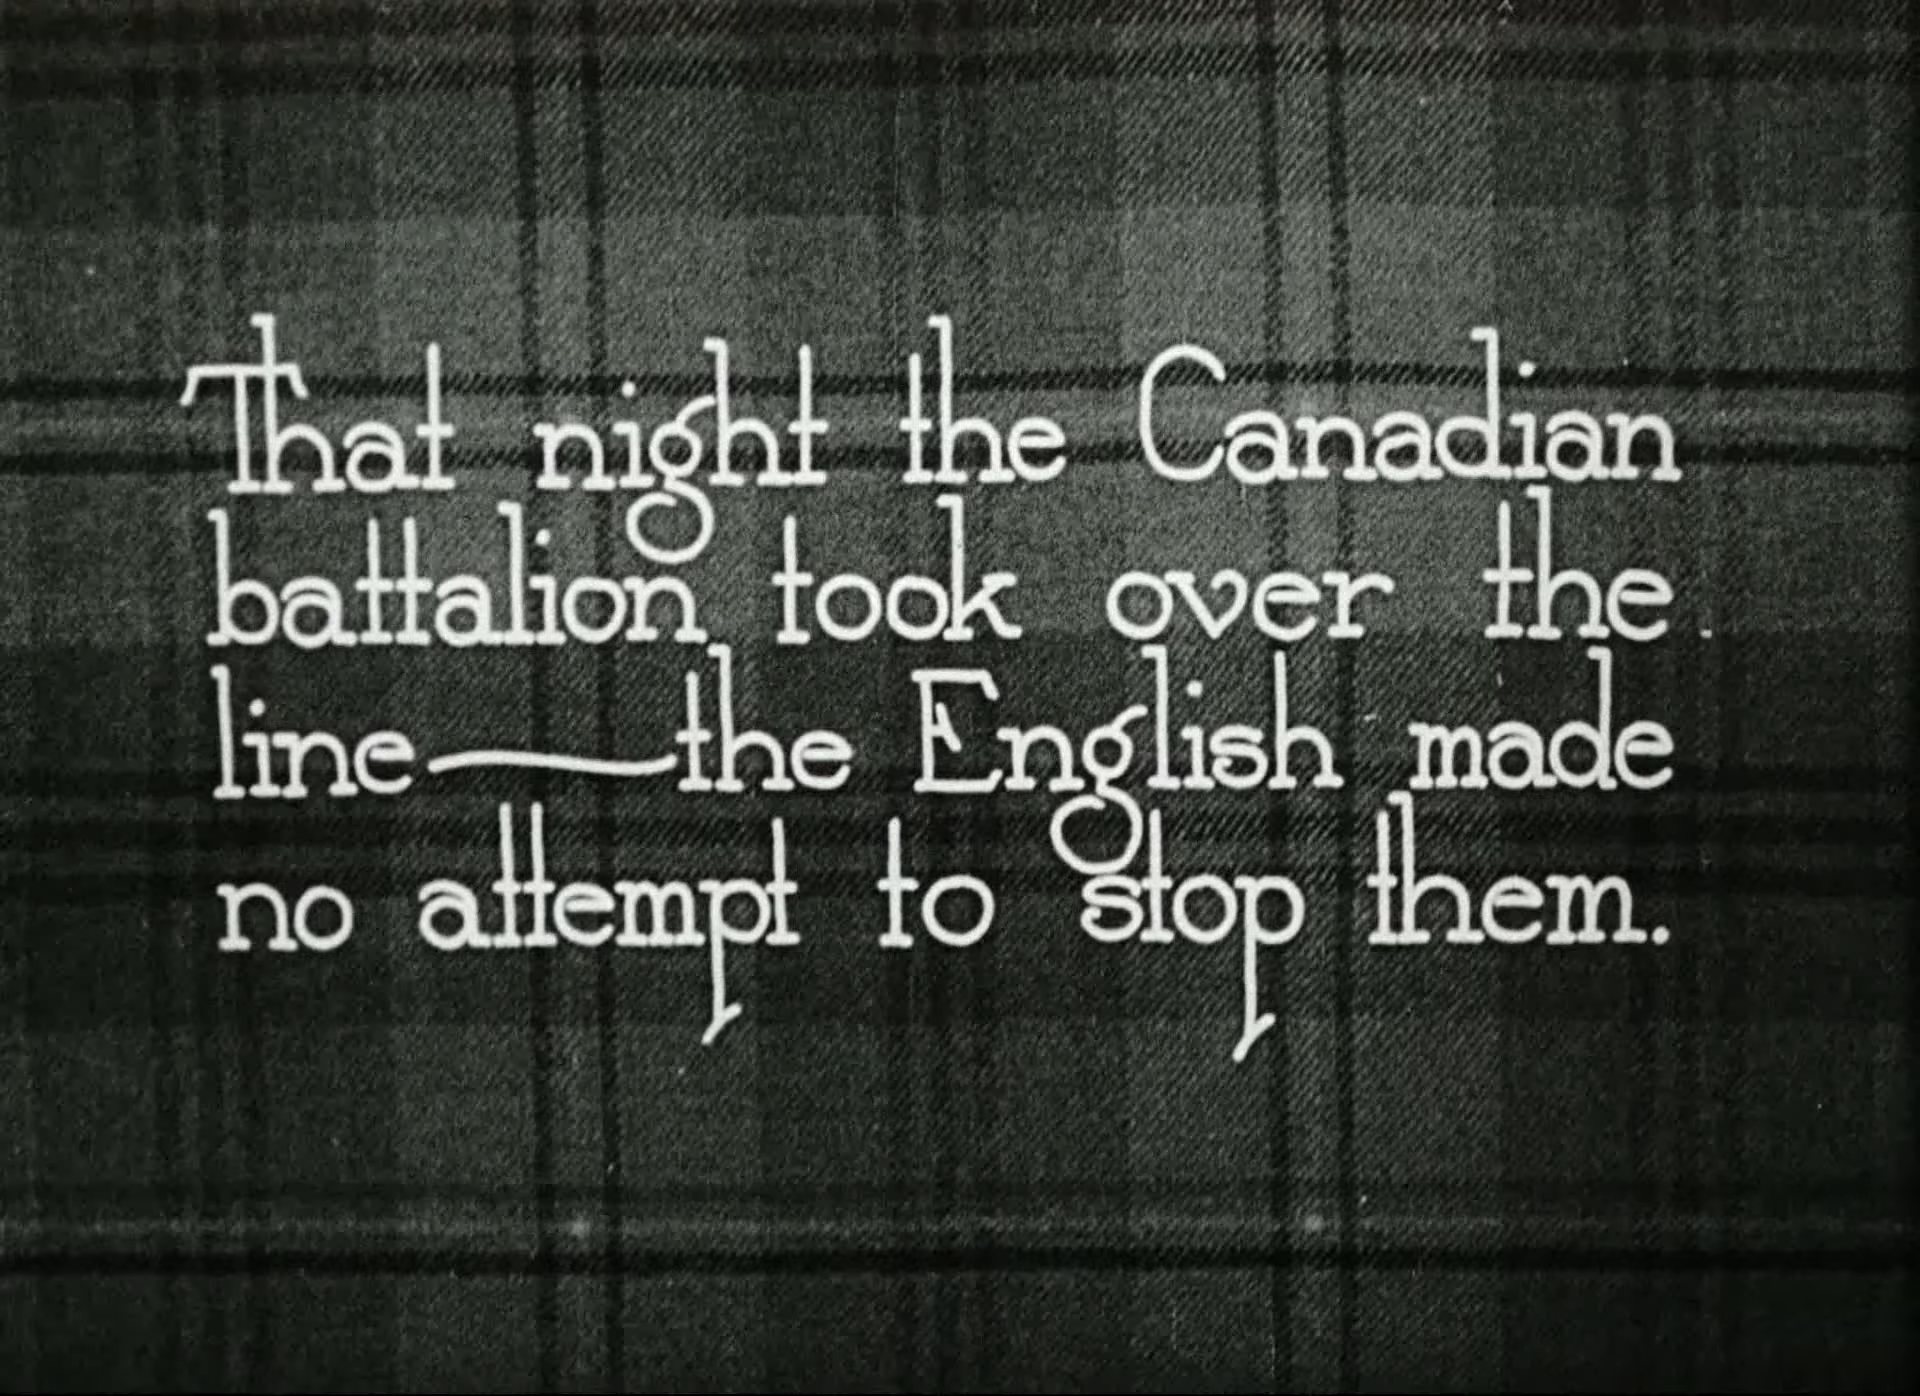 That night the Canadian
battalion took over the
line—the English made
no attempt to stop them.